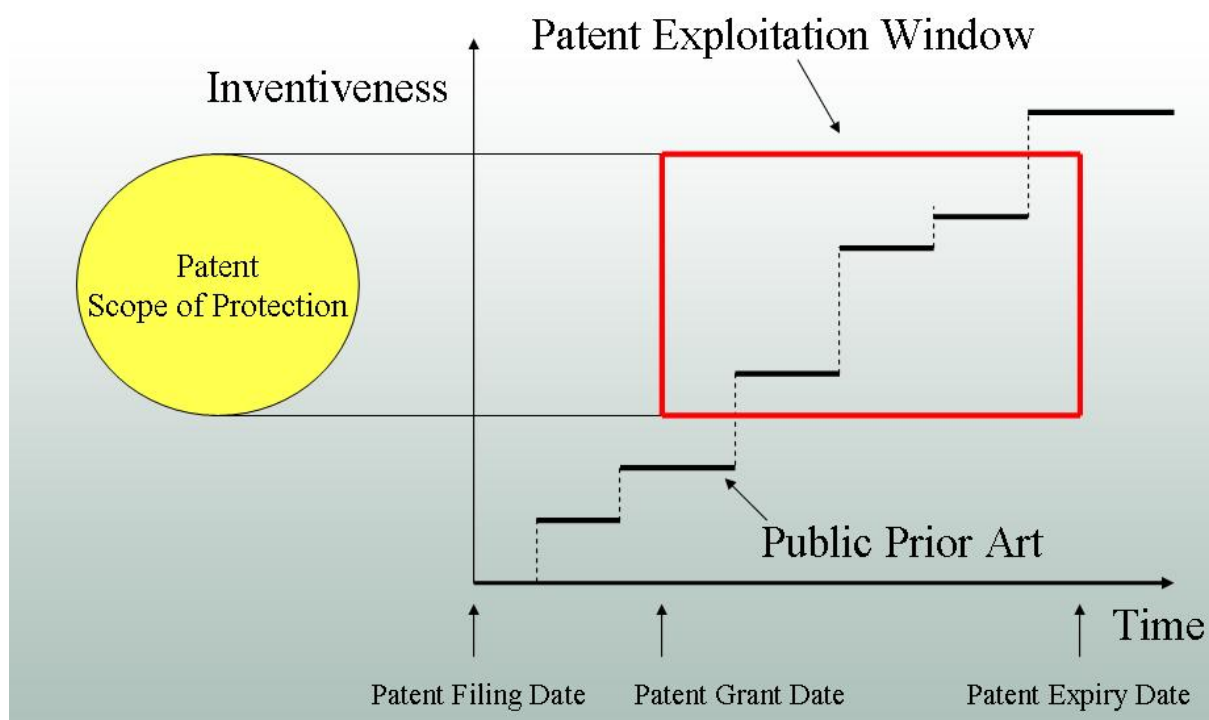 Patent Exploitation Window
Inventiveness
Patent
Scope of Protection
Public Prior Art
Time
Patent Filing Date
Patent Grant Date
Patent Expiry Date